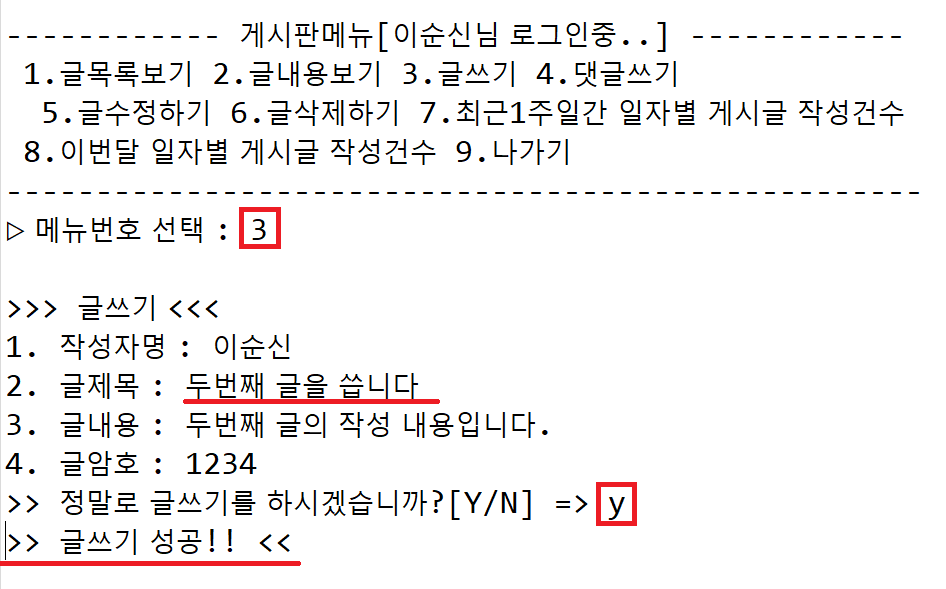 ------------ 게시판메뉴[이순신님 로그인중..] ------------
1.글목록보기 2.글내용보기 3.글쓰기 4.댓글쓰기
5.글수정하기 6.글삭제하기 7.최근1주일간 일자별 게시글 작성건수
8.이번달 일자별 게시글 작성건수 9.나가기
----------------------------------------------------
▷ 메뉴번호 선택 : 3
>>> 글쓰기 <<<
1. 작성자명 : 이순신
2. 글제목 : 두번째 글을 씁니다
3. 글내용 : 두번째 글의 작성 내용입니다.
4. 글암호 : 1234
>> 정말로 글쓰기를 하시겠습니까?[Y/N] => y
>> 글쓰기 성공!! <<